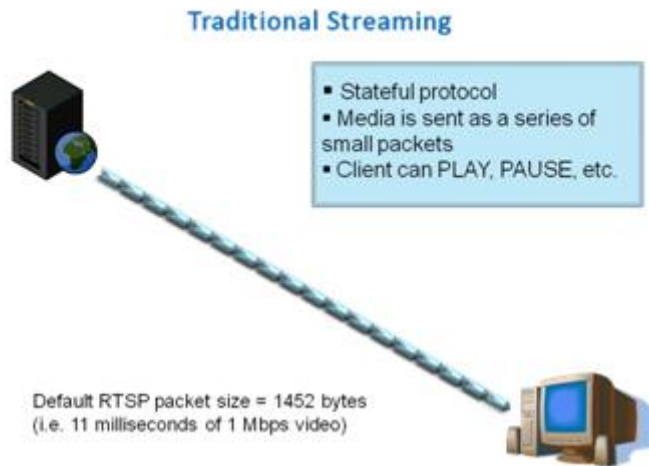 Traditional Streaming
▪ Stateful protocol
▪ Media is sent as a series of
small packets
▪ Client can PLAY, PAUSE, etc.
Default RTSP packet size = 1452 bytes
(i.e. 11 milliseconds of 1 Mbps video)